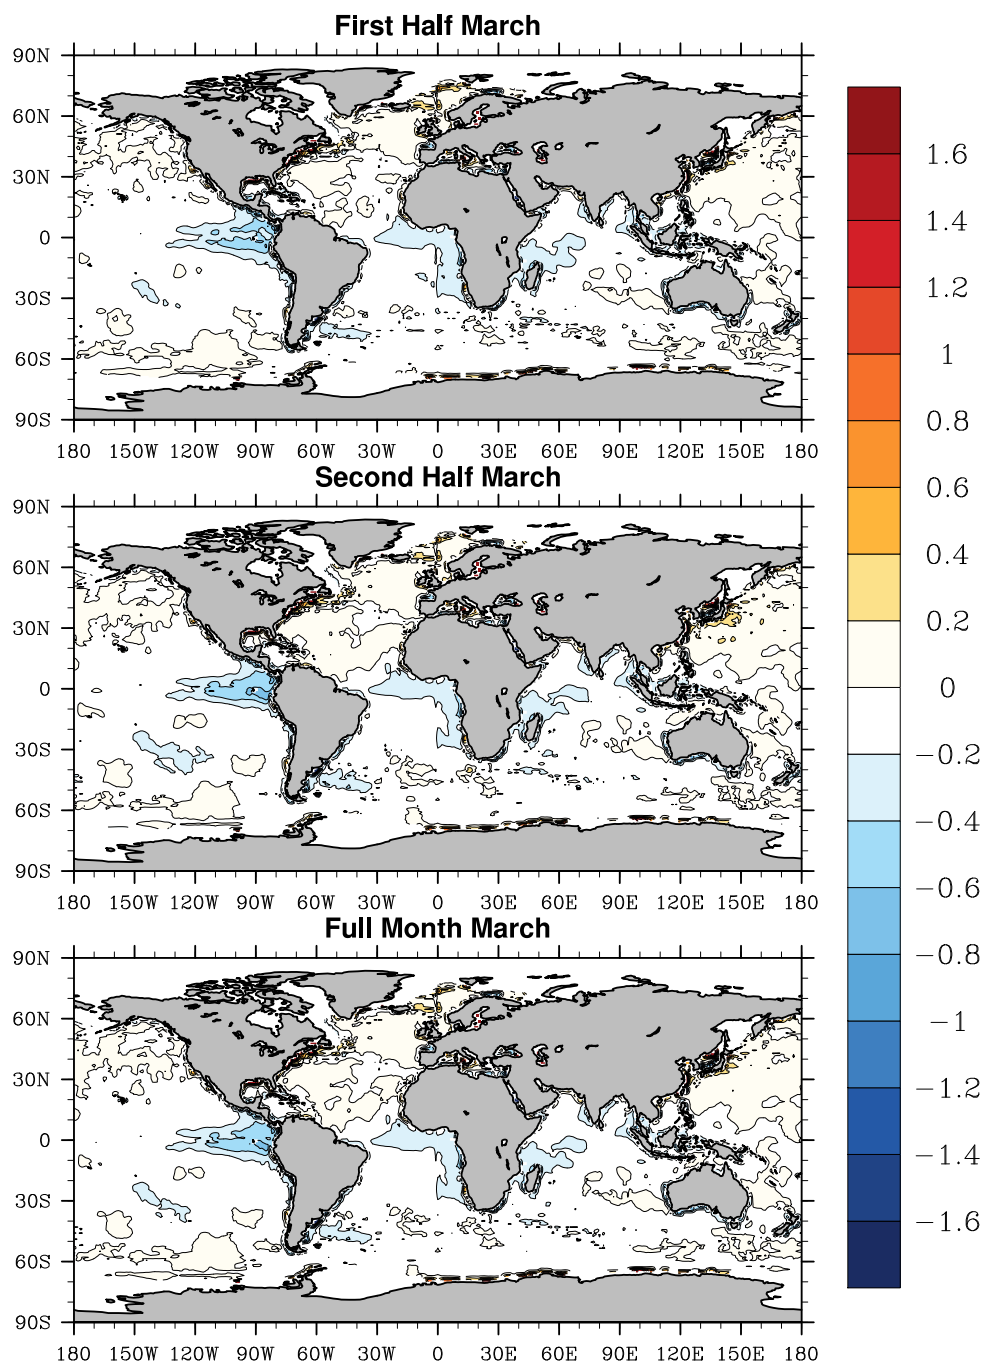 First Half March
90N
60N
30N
0
30S
60S
90S
180 150W 120W 90W 60W 30W 0 30E 60E 90E 120E 150E 180
Second Half March
90N
60N
30N
0
30S
60S
90S
180 150W 120W 90W 60W 30W 0 30E 60E 90E 120E 150E 180
Full Month March
90N
60N
30N
0
30S
60S
90S
180 150W 120W 90W 60W 30W 0 30E 60E 90E 120E 150E 180
1.6
1.4
1.2
1
0.8
0.6
0.4
0.2
0
−0.2
−0.4
−0.6
−0.8
−1
−1.2
−1.4
−1.6